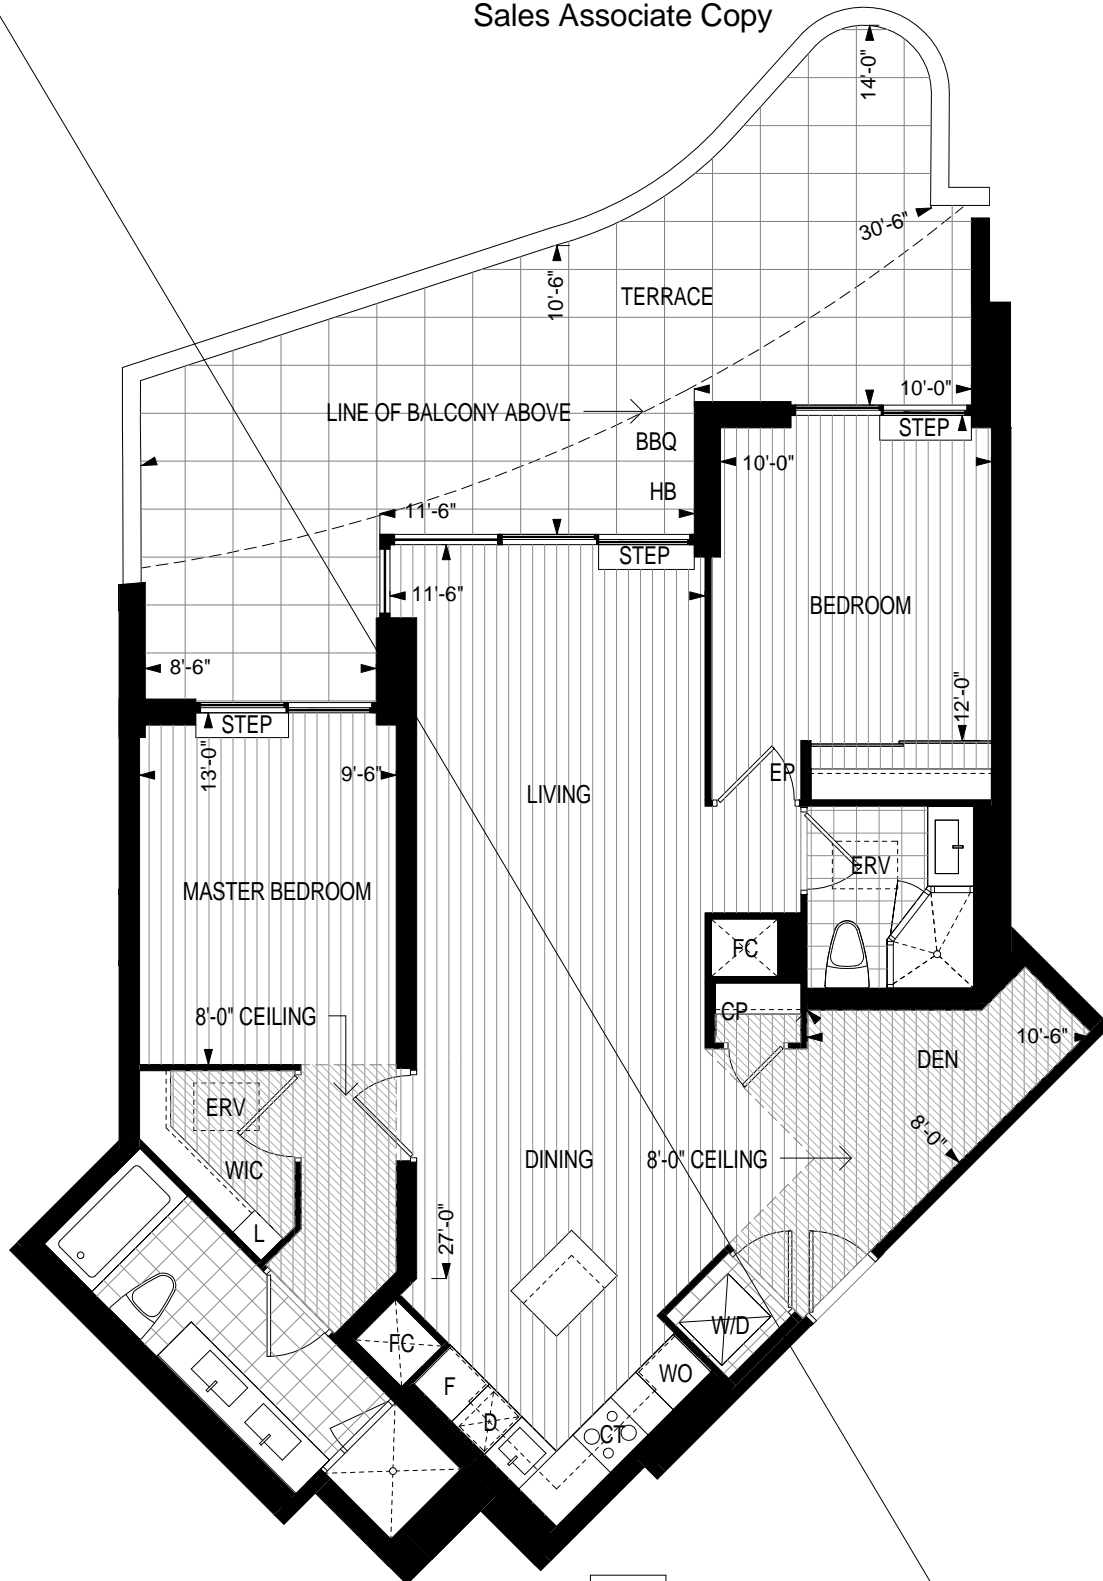 Sales Associate Copy
14'-0"
30'-6"
10'-6"
TERRACE
10'-0"
LINE OF BALCONY ABOVE
STEP
BBQ
10'-0"
HB
11'-6"
STEP
11'-6"
BEDROOM
8'-6"
12'-0"
STEP
13'-0"
9'-6"
EP
LIVING
ERV
MASTER BEDROOM
FC
8'-0" CEILING
CP
10'-6"
DEN
ERV
8'-0"
WIC
DINING
8'-0" CEILING
L
27'-0"
W/D
FC
WO
F
D
CT